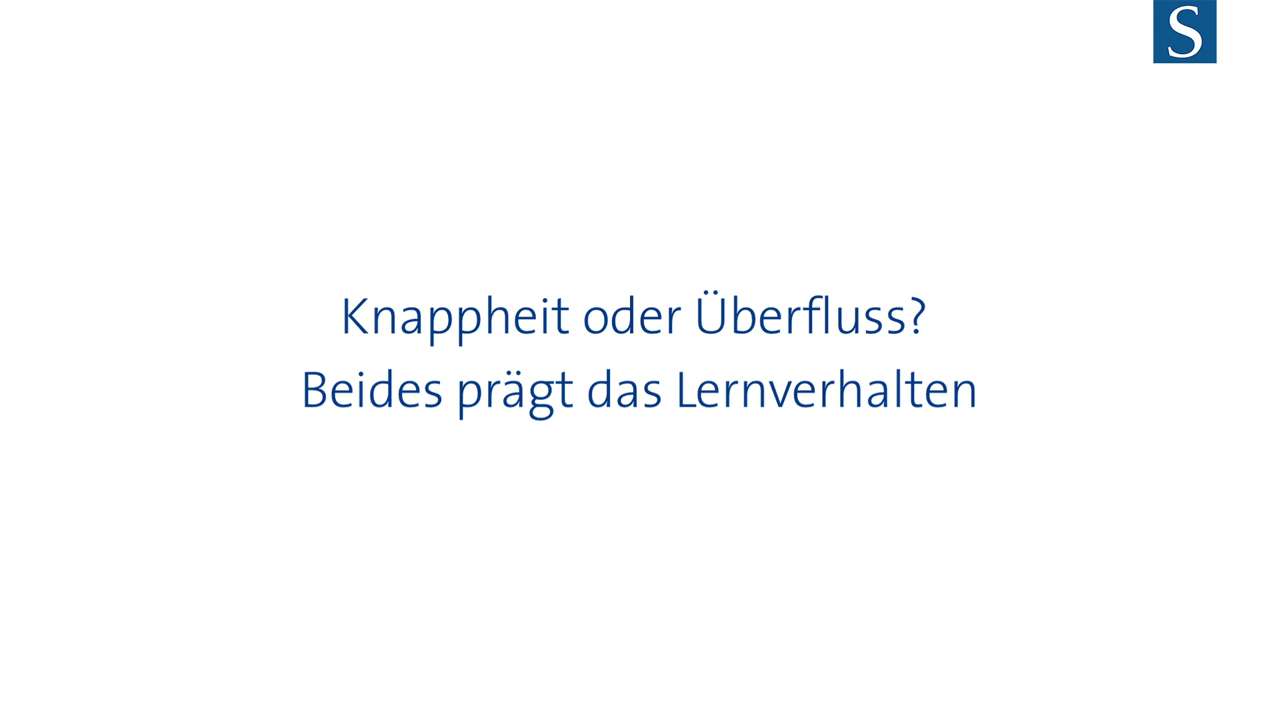 S
Knappheit oder Überfluss?
Beides prägt das Lernverhalten